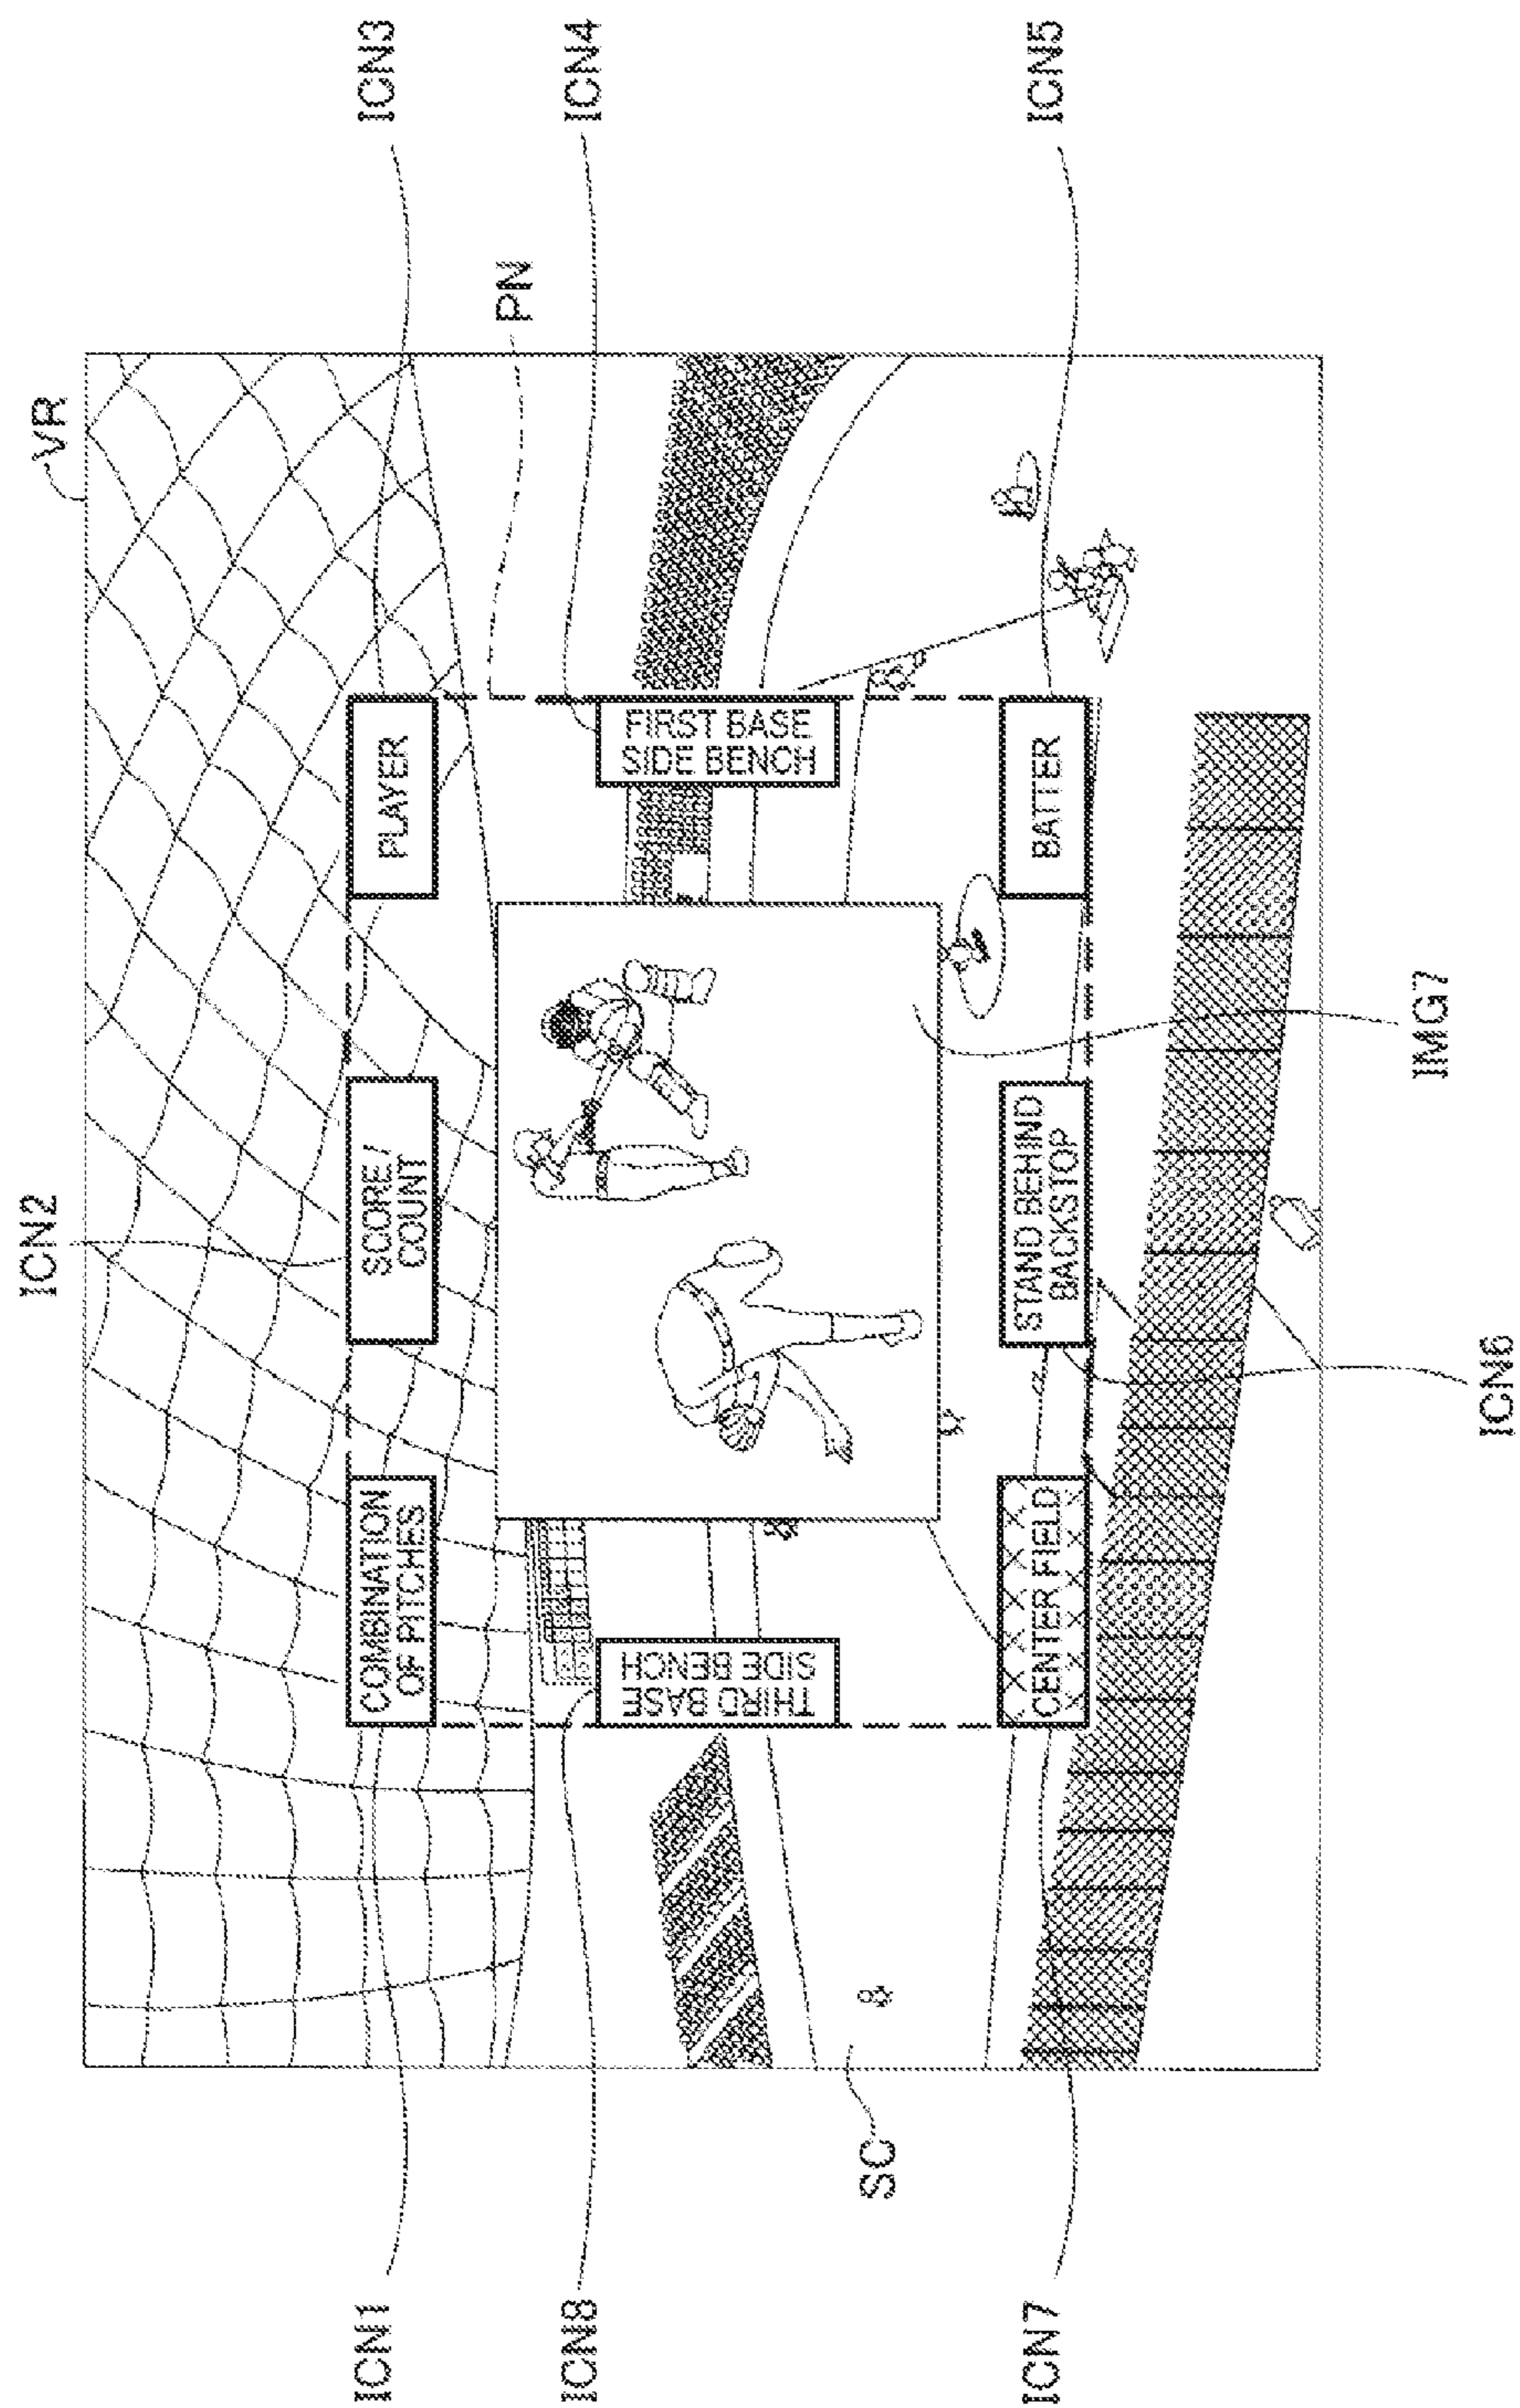 VR
ICN2
ICN1
ICN3
PN
COMBINATION
OF PITCHES
SCORE /
COUNT
PLAYER
ICN8
ICN4
THIRD BASE
SIDE BENCH
FIRST BASE
SIDE BENCH
SC
ICN7
ICN5
CENTER FIELD
STAND BEHIND
BACKSTOP
BATTER
IMG7
ICN6